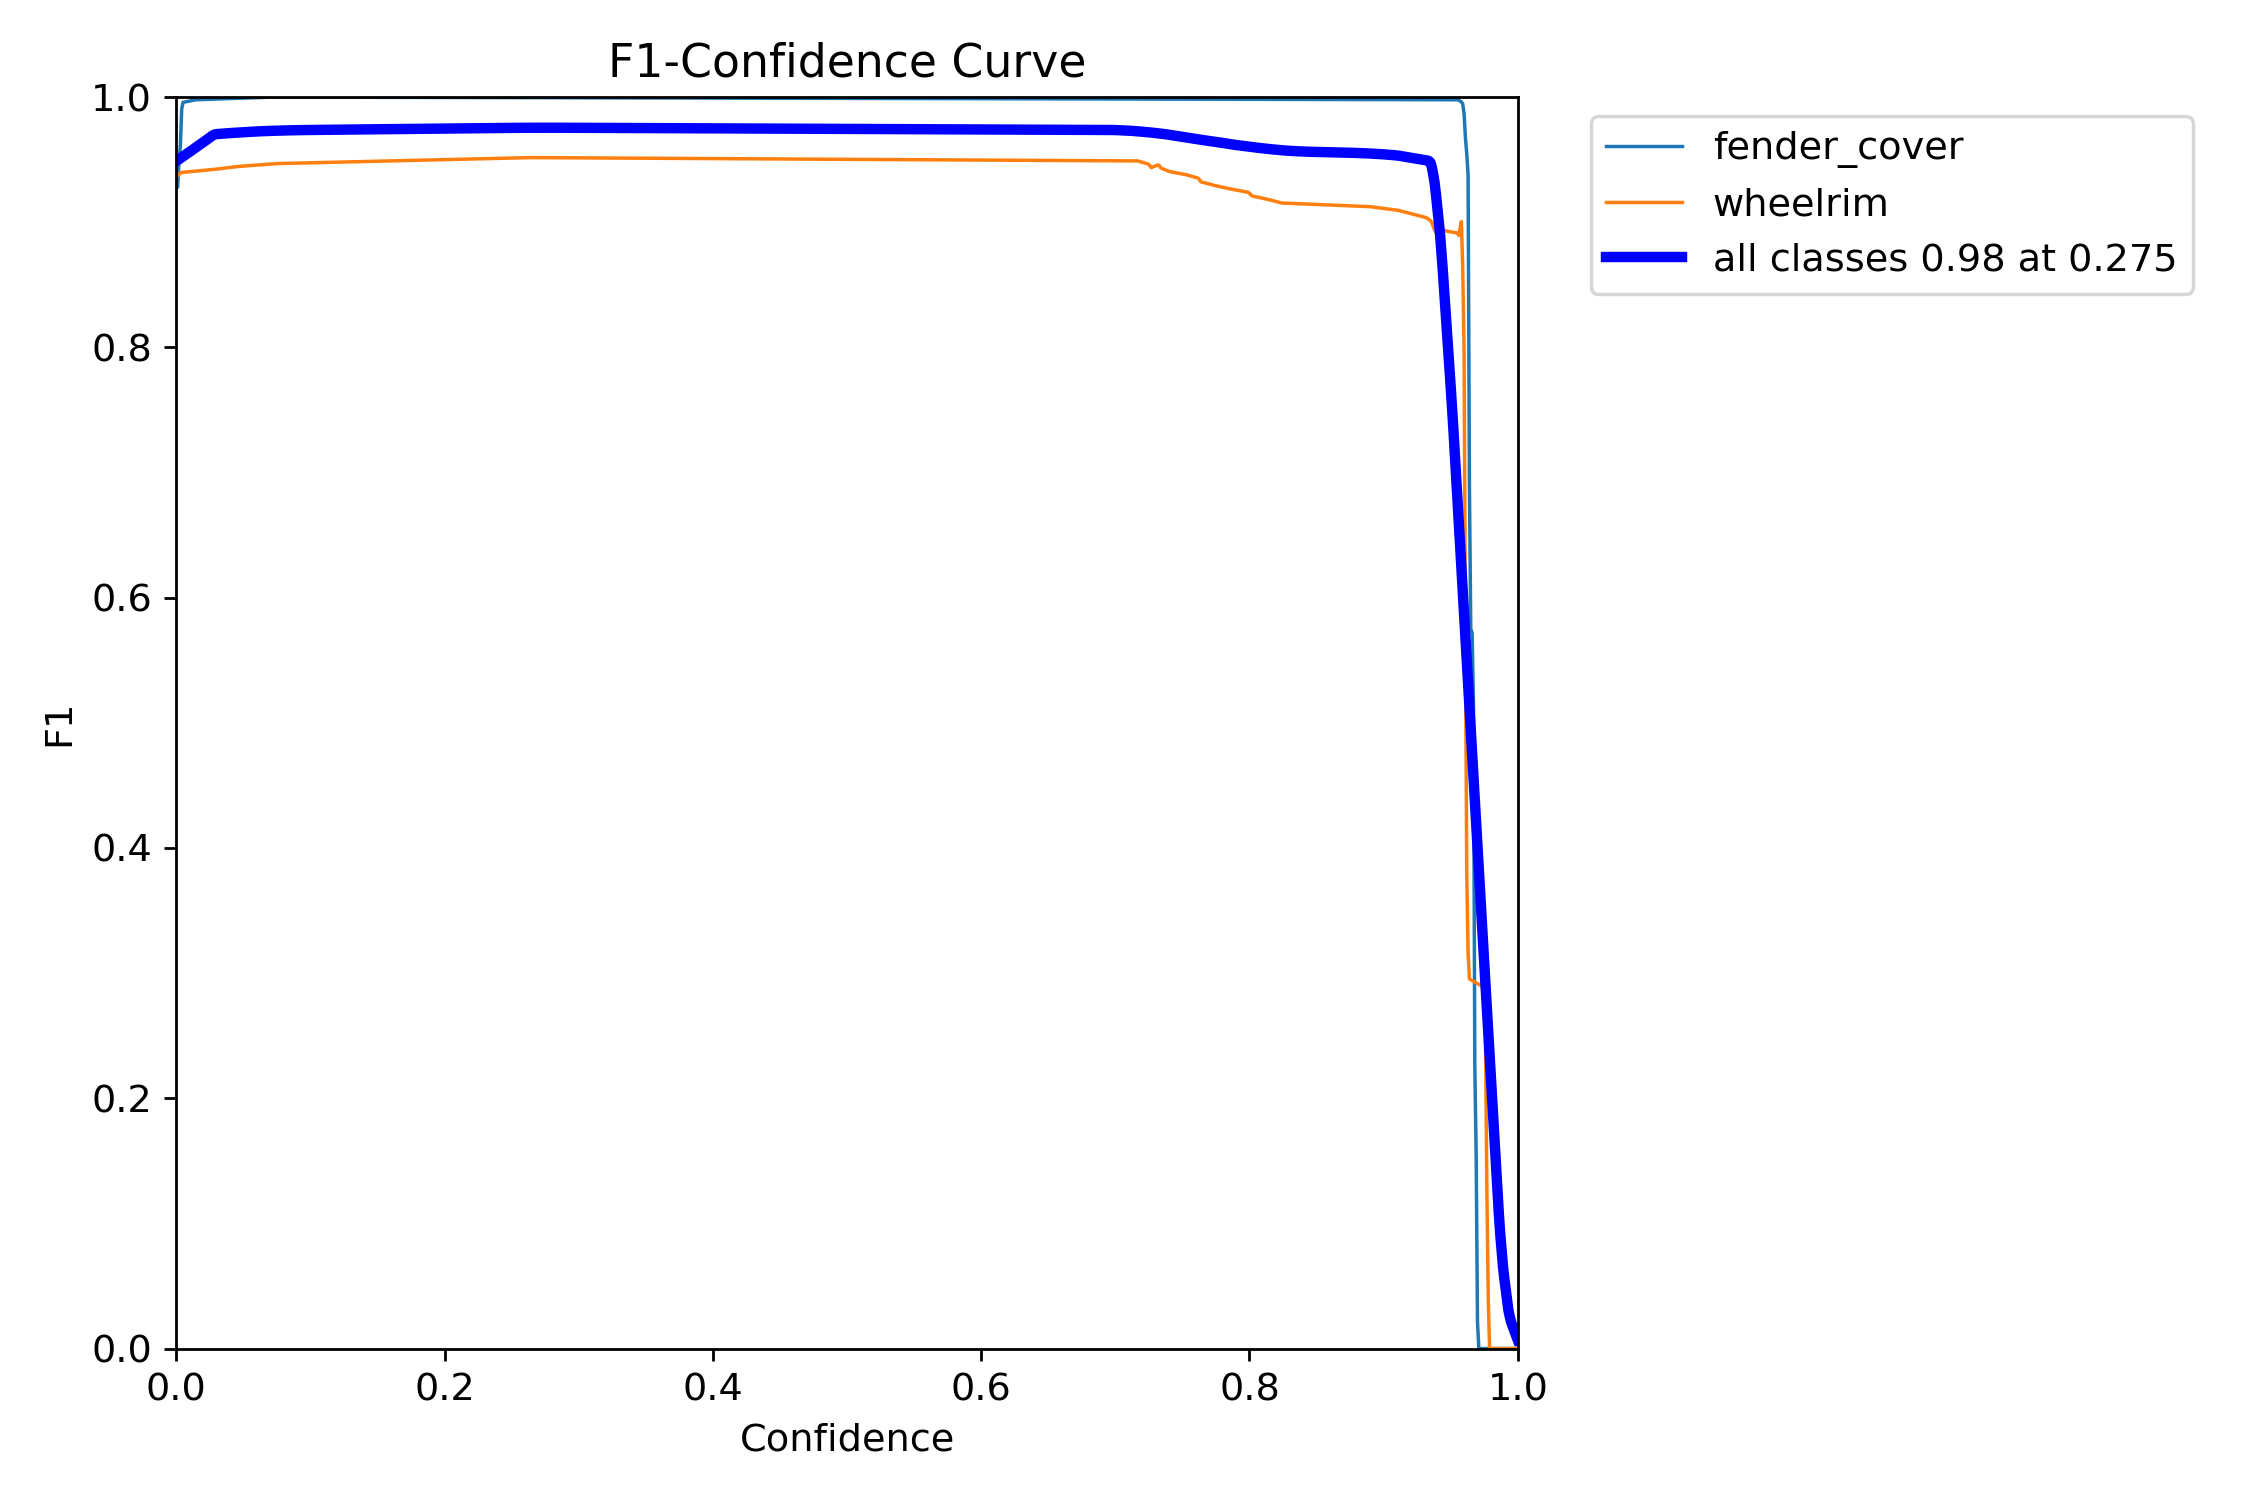 F1-Confidence Curve
1.0
0.8
0.6
0.4
0.2
0.0
F1
0.0 0.2 0.4 0.6 0.8 1.0
Confidence
fender_cover
wheelrim
all classes 0.98 at 0.275